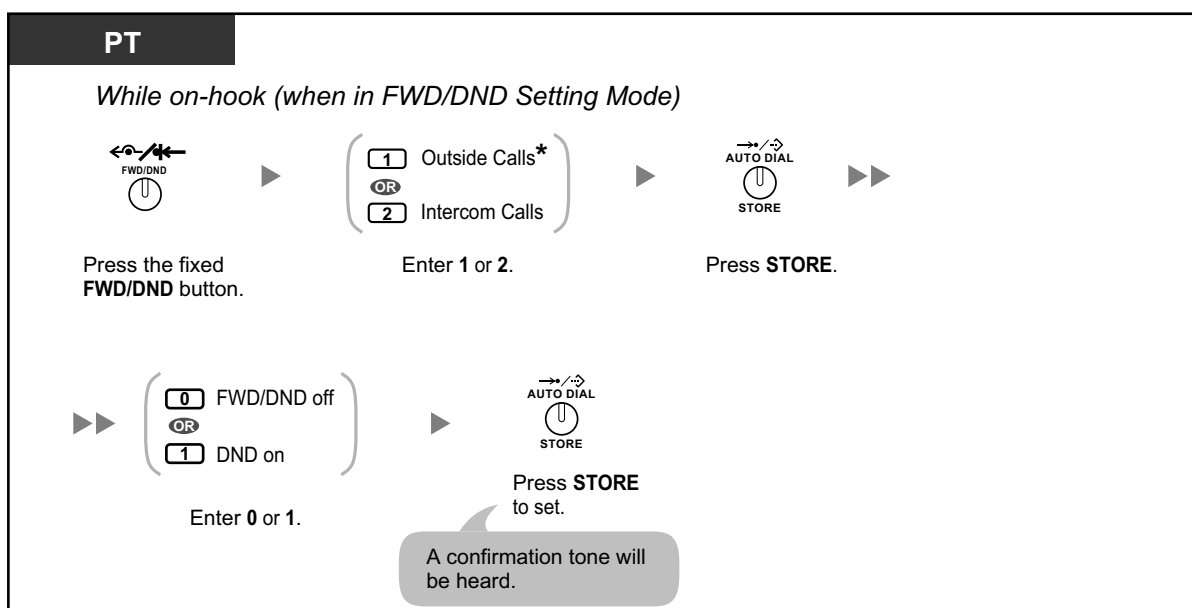 PT
While on-hook (when in FWD/DND Setting Mode)
FWD/DND
1 Outside Calls*
OR
2 Intercom Calls
AUTO DIAL
STORE
Press the fixed
FWD/DND button.
Enter 1 or 2.
Press STORE.
0 FWD/DND off
OR
1 DND on
AUTO DIAL
STORE
Enter 0 or 1.
Press STORE
to set.
A confirmation tone will
be heard.